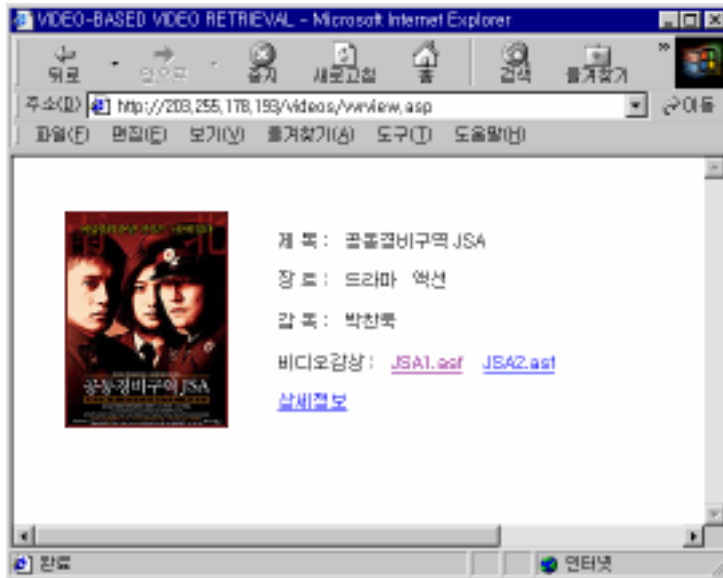 VIDEO-BASED VIDEO RETRIEVAL - Microsoft Internet Explorer
뒤로 앞으로 중지 새로고침 홈 검색 즐겨찾기 »
주소(D) http://203,255,178,193/videos/vvrview,asp 이동
파일(F) 편집(E) 보기(V) 즐겨찾기(A) 도구(T) 도움말(H)
제 목 : 공동경비구역 JSA
장 르 : 드라마 액션
감 독 : 박찬욱
비디오감상 : JSA1.asf JSA2.asf
상세정보
공동경비구역 JSA
완료 인터넷